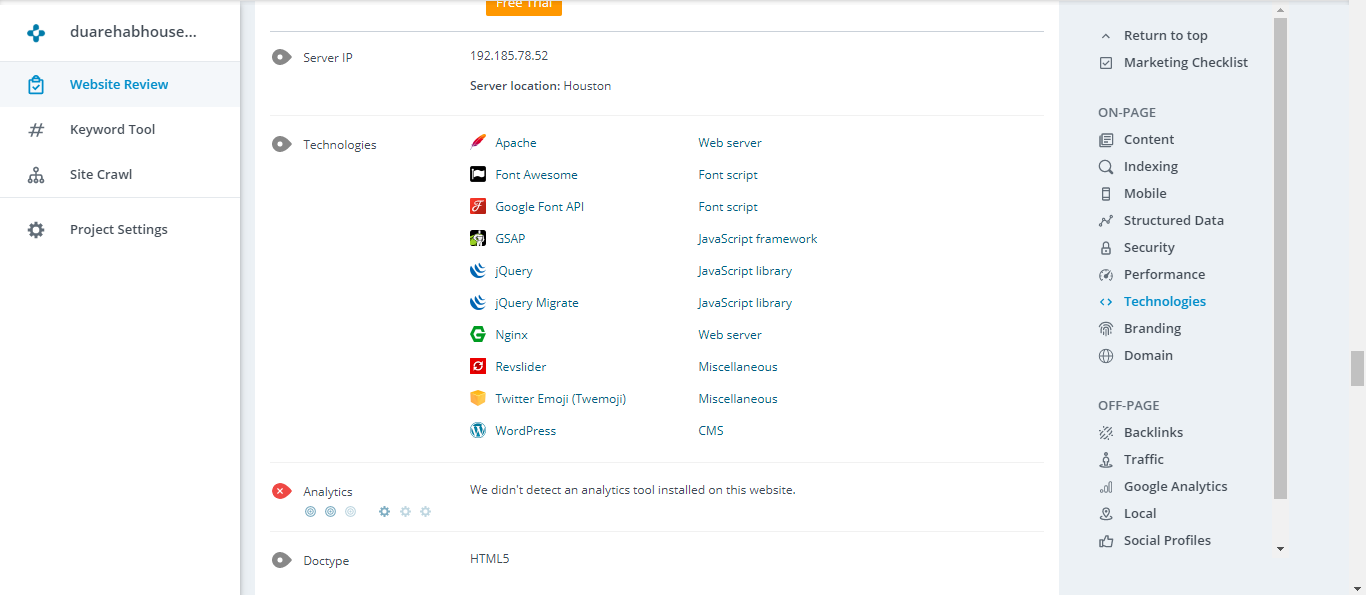 duarehabhouse...
Website Review
Keyword Tool
Site Crawl
Project Settings
Free Trial
Server IP
192.185.78.52
Server location: Houston
Technologies
Apache Web server
Font Awesome Font script
Google Font API Font script
GSAP JavaScript framework
jQuery JavaScript library
jQuery Migrate JavaScript library
Nginx Web server
Revslider Miscellaneous
Twitter Emoji (Twemoji) Miscellaneous
WordPress CMS
Analytics
We didn't detect an analytics tool installed on this website.
Doctype
HTML5
Return to top
Marketing Checklist
ON-PAGE
Content
Indexing
Mobile
Structured Data
Security
Performance
Technologies
Branding
Domain
OFF-PAGE
Backlinks
Traffic
Google Analytics
Local
Social Profiles